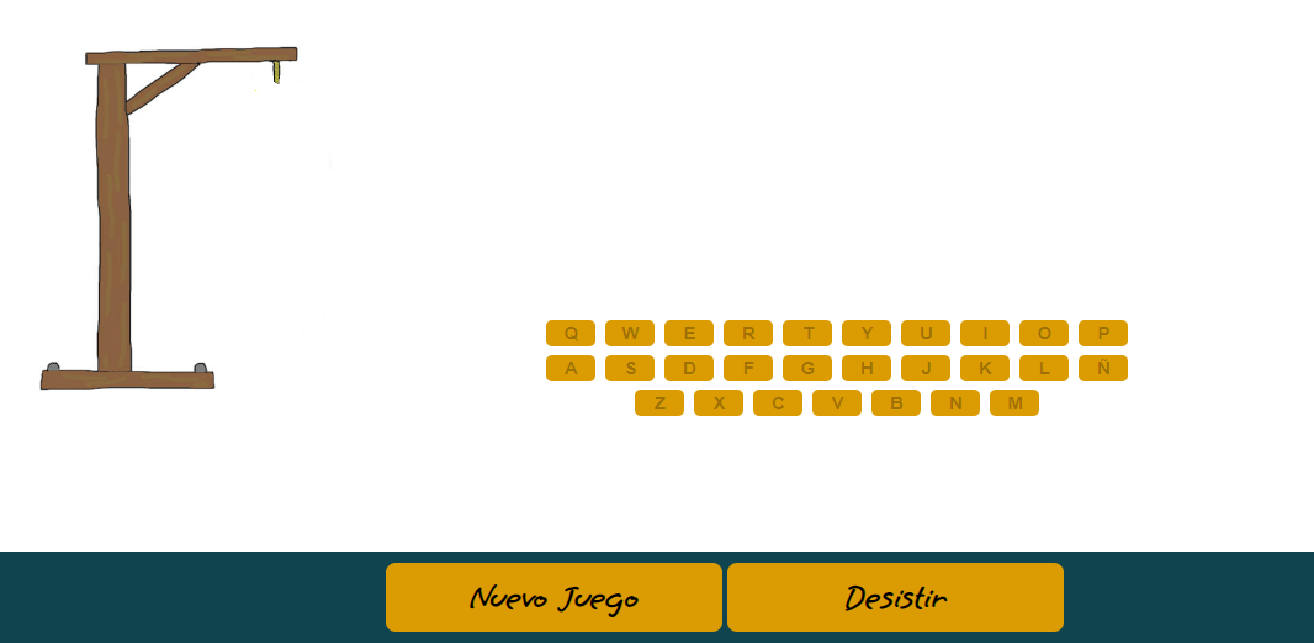 Q W E R T Y U I O P
A S D F G H J K L Ñ
Z X C V B N M
Nuevo Juego Desistir